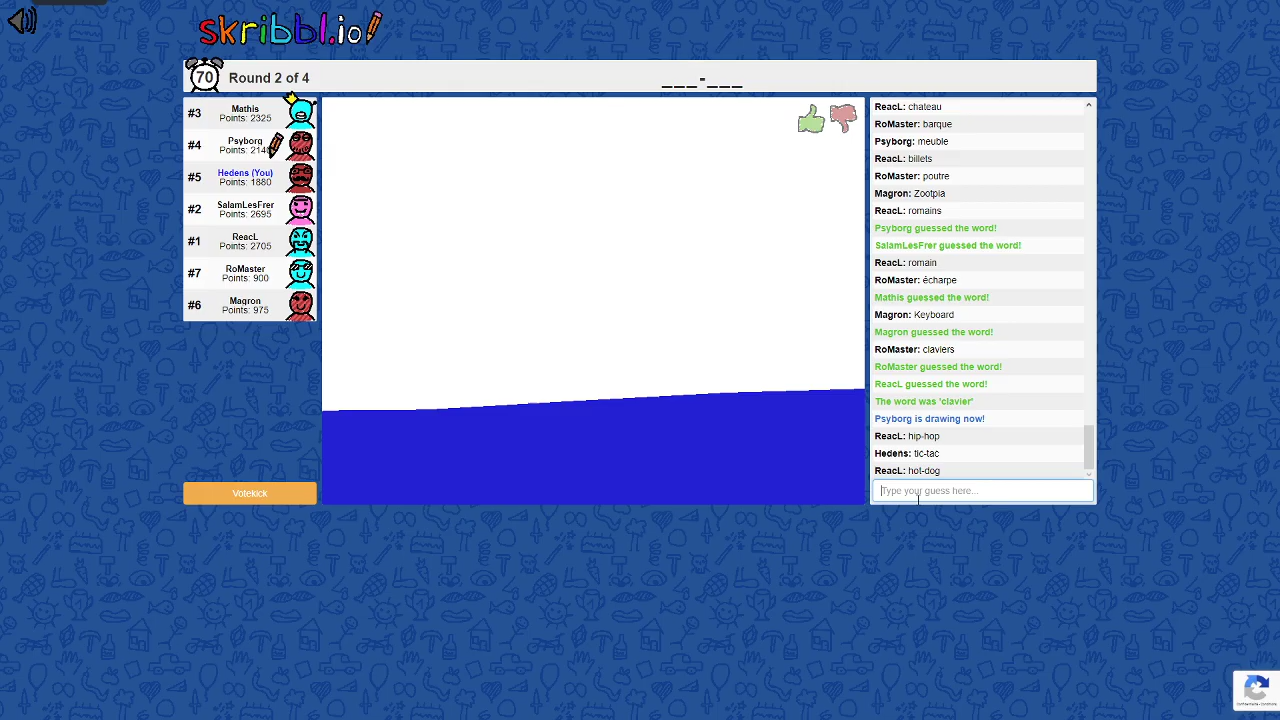 skribbl.io
70
Round 2 of 4
___-___
#3
Mathis
Points: 2325
#4
Psyborg
#5
Hedens (You)
Points: 1880
#2
SalamLesFrer
Points: 2695
#1
ReacL
Points: 2705
#7
RoMaster
Points: 900
#6
Magron
Points: 975
Votekick
ReacL: chateau
RoMaster: barque
Psyborg: meuble
ReacL: billets
RoMaster: poutre
Magron: Zootpia
ReacL: romains
Psyborg guessed the word!
SalamLesFrer guessed the word!
ReacL: romain
RoMaster: écharpe
Mathis guessed the word!
Magron: Keyboard
Magron guessed the word!
RoMaster: claviers
RoMaster guessed the word!
ReacL guessed the word!
The word was 'clavier'
Psyborg is drawing now!
ReacL: hip-hop
Hedens: tic-tac
ReacL: hot-dog
Type your guess here...